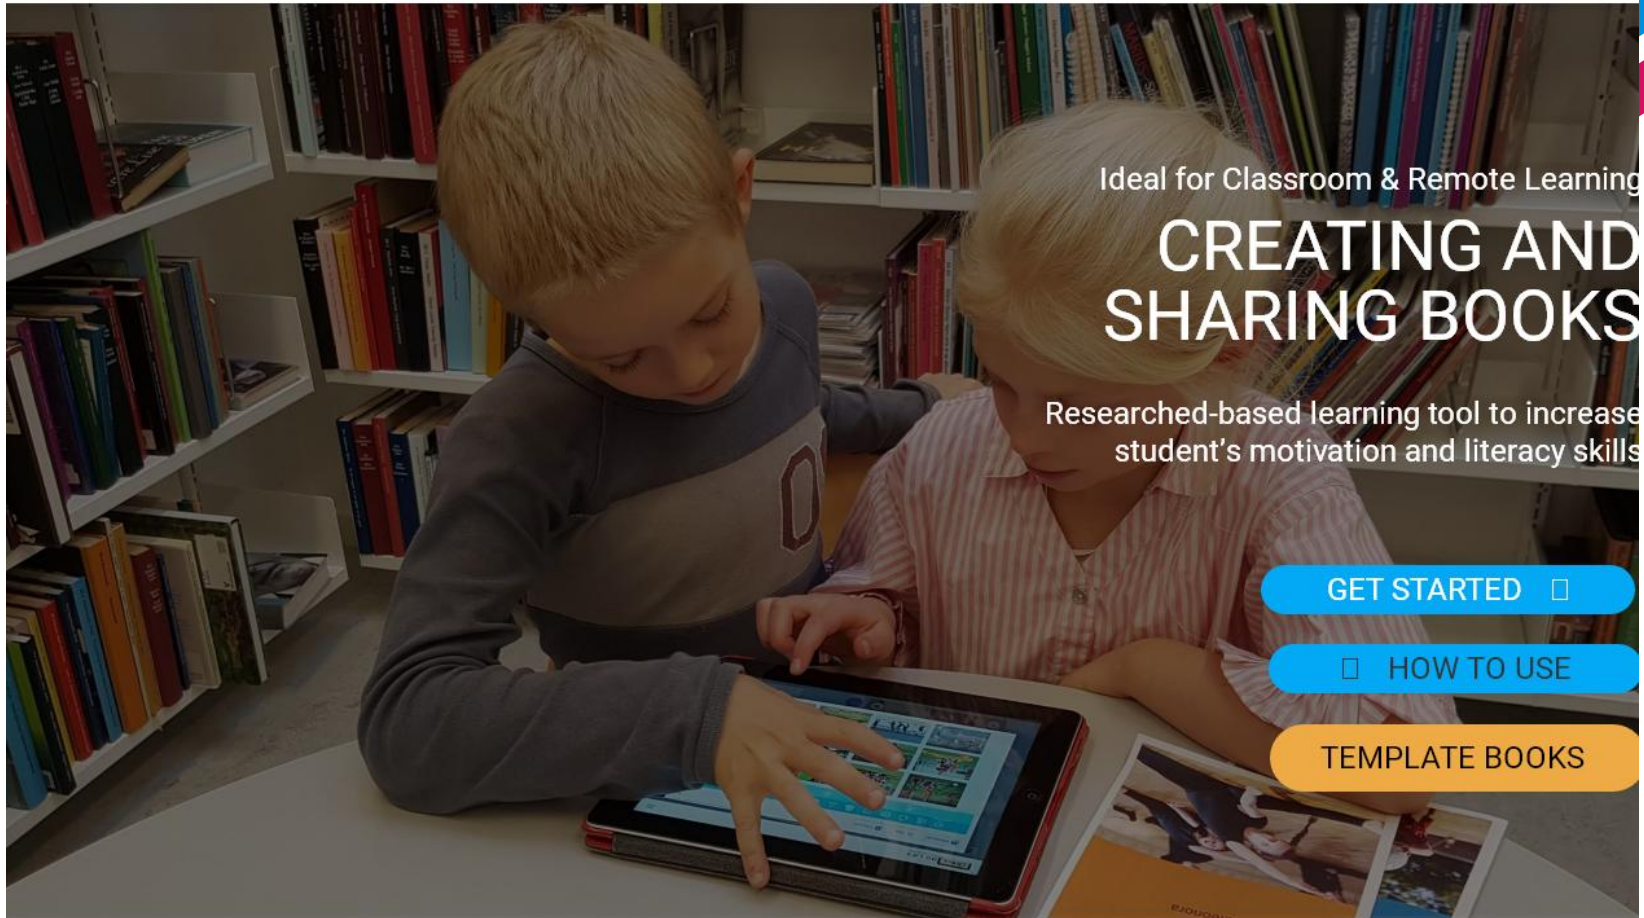 Ideal for Classroom & Remote Learning
CREATING AND
SHARING BOOKS
Researched-based learning tool to increase
student's motivation and literacy skills
GET STARTED
HOW TO USE
TEMPLATE BOOKS